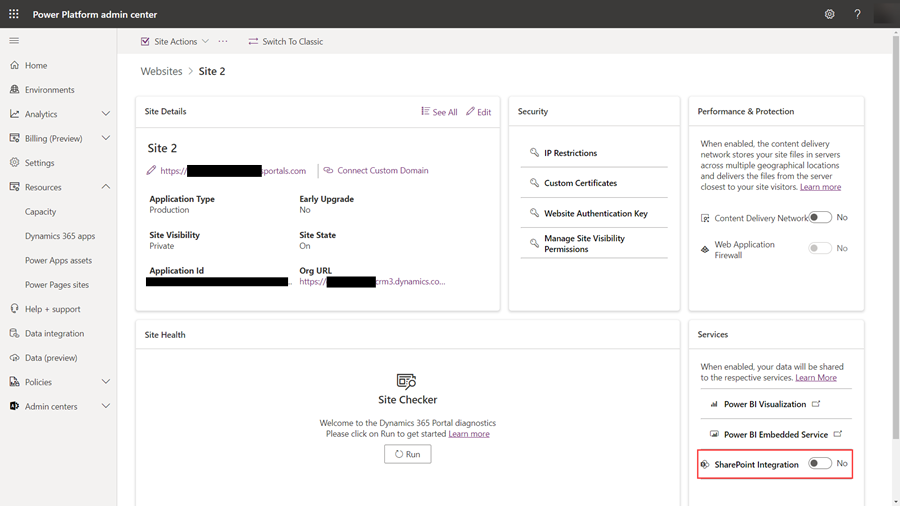 Power Platform admin center
?
Site Actions
Switch To Classic
Home
Environments
Analytics
Billing (Preview)
Settings
Resources
Capacity
Dynamics 365 apps
Power Apps assets
Power Pages sites
Help + support
Data integration
Data (preview)
Policies
Admin centers
Websites > Site 2
Site Details
See All
Edit
Site 2
https://
portals.com
Connect Custom Domain
Application Type
Production
Early Upgrade
No
Site Visibility
Private
Site State
On
Application Id
...
Org URL
https://
crm3.dynamics.co...
Security
IP Restrictions
Custom Certificates
Website Authentication Key
Manage Site Visibility
Permissions
Performance & Protection
When enabled, the content delivery
network stores your site files in servers
across multiple geographical locations
and delivers the files from the server
closest to your site visitors. Learn more
Content Delivery Network
No
Web Application
Firewall
No
Site Health
Site Checker
Welcome to the Dynamics 365 Portal diagnostics
Please click on Run to get started Learn more
Run
Services
When enabled, your data will be shared
to the respective services. Learn More
Power BI Visualization
Power BI Embedded Service
SharePoint Integration
No